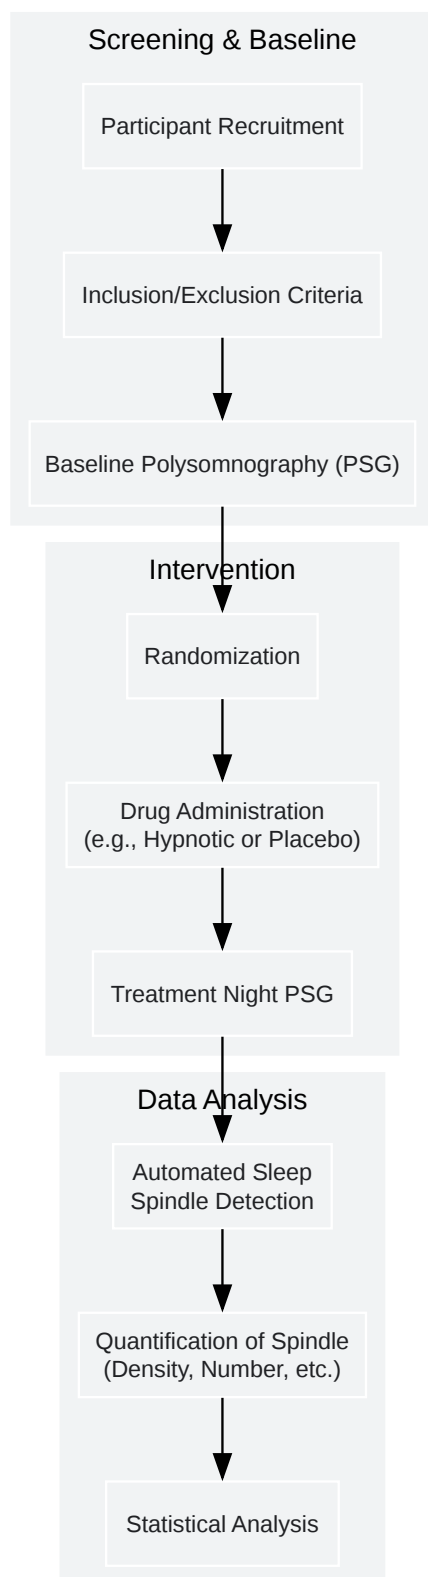 Screening & Baseline
Participant Recruitment
Inclusion/Exclusion Criteria
Baseline Polysomnography (PSG)
Intervention
Randomization
Drug Administration
(e.g., Hypnotic or Placebo)
Treatment Night PSG
Data Analysis
Automated Sleep
Spindle Detection
Quantification of Spindle
(Density, Number, etc.)
Statistical Analysis